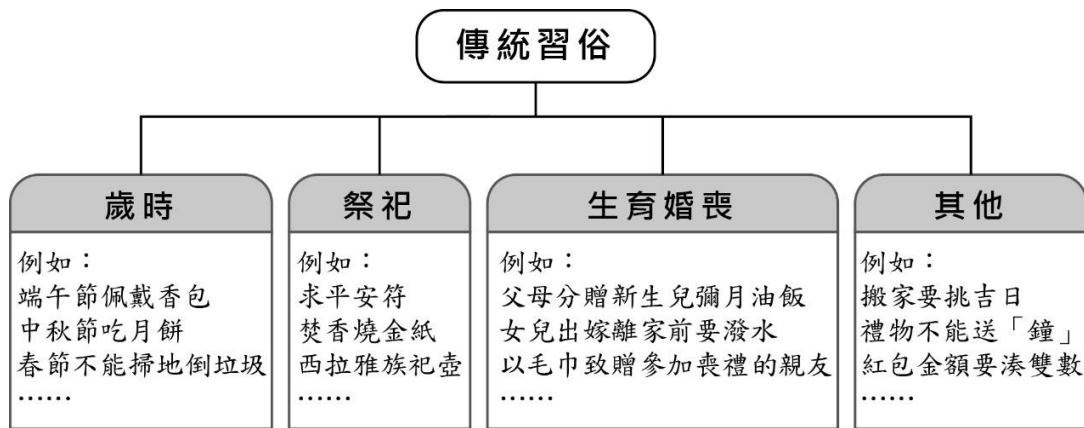 傳統習俗
歲時
例如：
端午節佩戴香包
中秋節吃月餅
春節不能掃地倒垃圾
……
祭祀
例如：
求平安符
焚香燒金紙
西拉雅族祀壺
……
生育婚喪
例如：
父母分贈新生兒彌月油飯
女兒出嫁離家前要潑水
以毛巾致贈參加喪禮的親友
……
其他
例如：
搬家要挑吉日
禮物不能送「鐘」
紅包金額要湊雙數
……